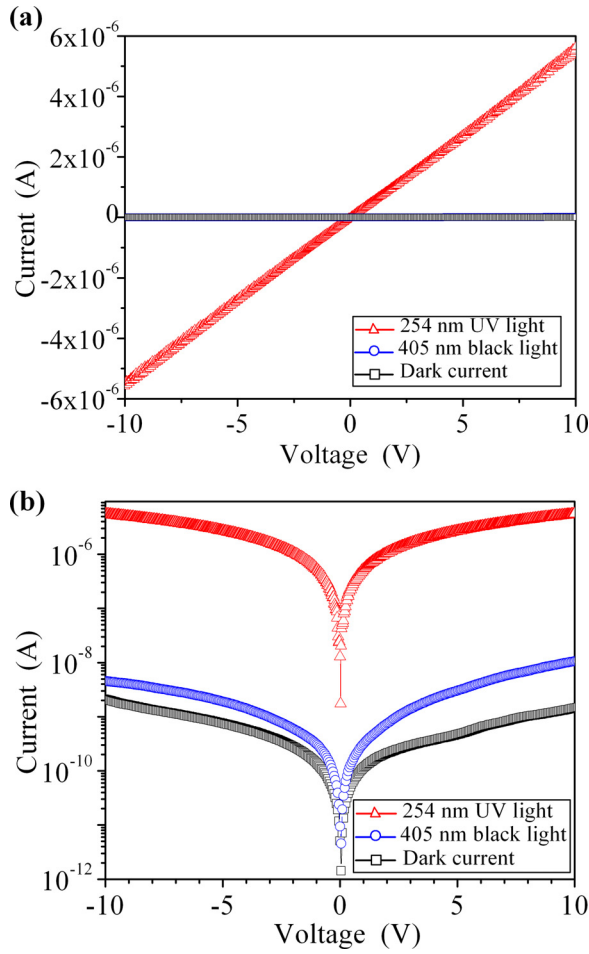 (a)
6x10⁻⁶
4x10⁻⁶
2x10⁻⁶
0
-2x10⁻⁶
-4x10⁻⁶
-6x10⁻⁶
Current (A)
254 nm UV light
405 nm black light
Dark current
-10 -5 0 5 10
Voltage (V)
(b)
10⁻⁶
10⁻⁸
10⁻¹⁰
10⁻¹²
Current (A)
254 nm UV light
405 nm black light
Dark current
-10 -5 0 5 10
Voltage (V)